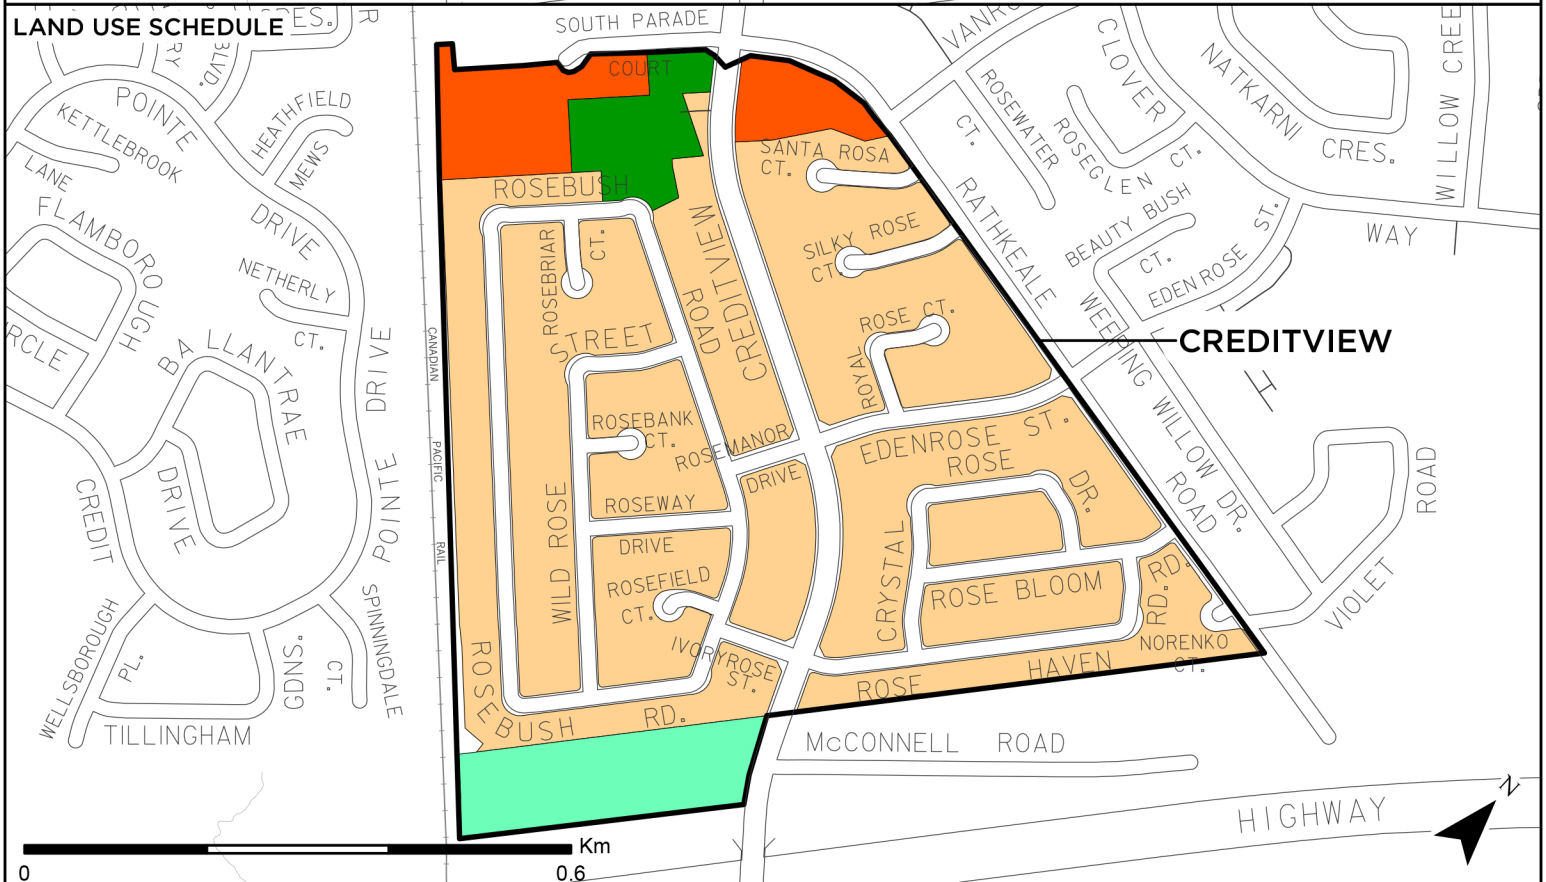 LAND USE SCHEDULE
RY
BLVD.
CRES.
R
SOUTH PARADE
COURT
VANRO
CLOVER
NATKARNI
CRES.
WILLOW CREE
POINTE
DRIVE
KETTLEBROOK
LANE
HEATHFIELD
MEWS
FLAMBOROUGH
IRCLE
NETHERLY
CT.
BALLANTRAE
DRIVE
POINTE DRIVE
CREDIT
WELLSBOROUGH
PL.
TILLINGHAM
GDNS.
SPINNINGDALE
CT.
CANADIAN
PACIFIC
RAIL
ROSEBUSH
ROSEBRIAR
CT.
STREET
CREDITVIEW
ROAD
SANTA ROSA
CT.
SILKY ROSE
CT.
ROSE CT.
ROYAL
ROSEBANK
CT.
ROSEMANOR
DRIVE
ROSEWAY
DRIVE
WILD ROSE
ROSEFIELD
CT.
IVORYROSE
ST.
ROSEBUSH
RD.
EDENROSE ST.
ROSE
DR.
CRYSTAL
ROSE BLOOM
RD.
RD.
ROSE HAVEN
NORENKO
CT.
ROSEWATER
CT.
ROSEGLEN
CT.
RATHKEALE
ROAD
BEAUTY BUSH
CT.
EDENROSE ST.
WAY
WEEPING WILLOW DR.
CREDITVIEW
VIOLET
ROAD
McCONNELL ROAD
HIGHWAY
N
Km
0
0.6